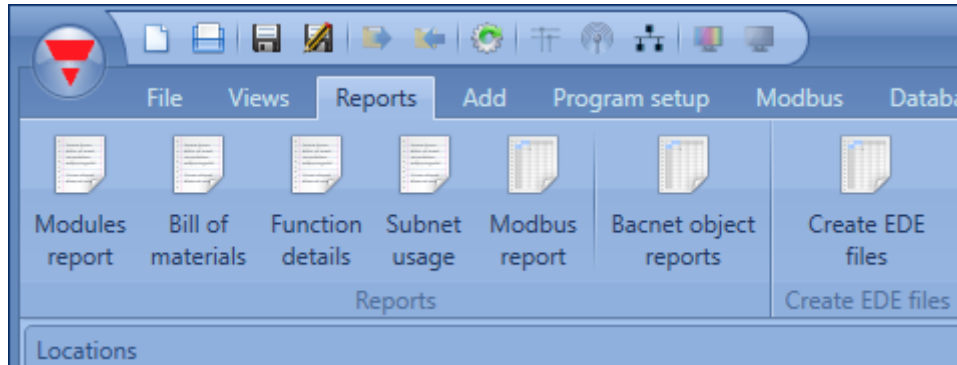 File Views Reports Add Program setup Modbus
Modules report
Bill of materials
Function details
Subnet usage
Modbus report
Bacnet object reports
Create EDE files
Reports
Create EDE files
Locations